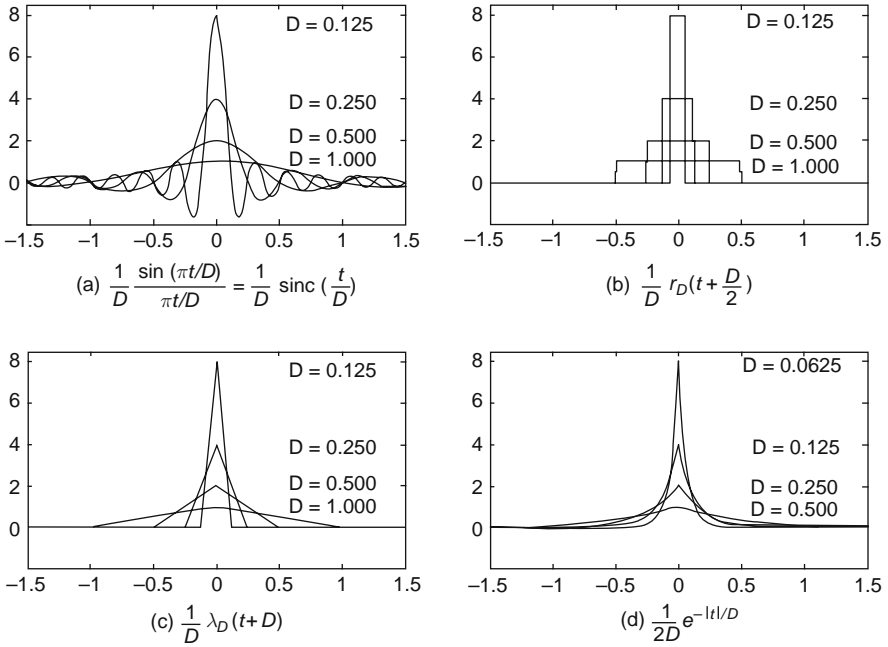 8
6
4
2
0
D = 0.125
D = 0.250
D = 0.500
D = 1.000
−1.5 −1 −0.5 0 0.5 1 1.5
(a) 1/D sin (πt/D)/πt/D = 1/D sinc (t/D)
8
6
4
2
0
D = 0.125
D = 0.250
D = 0.500
D = 1.000
−1.5 −1 −0.5 0 0.5 1 1.5
(b) 1/D r_D(t + D/2)
8
6
4
2
0
D = 0.125
D = 0.250
D = 0.500
D = 1.000
−1.5 −1 −0.5 0 0.5 1 1.5
(c) 1/D λ_D(t+D)
8
6
4
2
0
D = 0.0625
D = 0.125
D = 0.250
D = 0.500
−1.5 −1 −0.5 0 0.5 1 1.5
(d) 1/2D e^−|t|/D